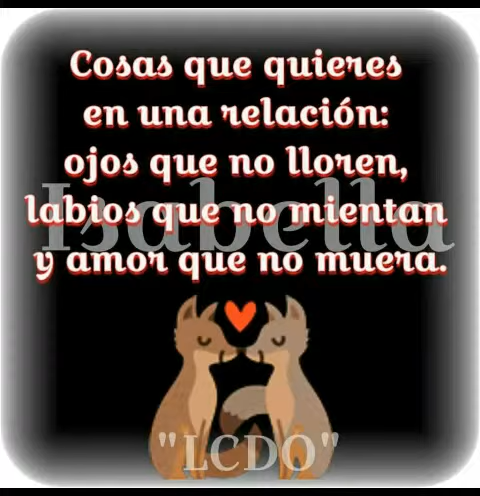 Cosas que quieres
en una relación:
ojos que no lloren,
labios que no mientan
Isabella
y amor que no muera.
"LCDO"